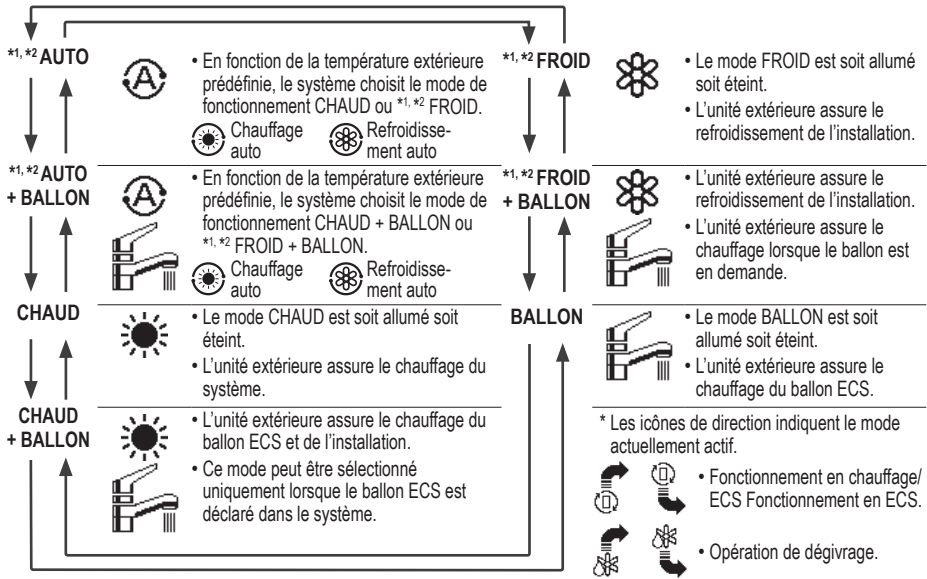 *1, *2 AUTO
• En fonction de la température extérieure
prédéfinie, le système choisit le mode de
fonctionnement CHAUD ou *1, *2 FROID.
Chauffage
auto
Refroidisse-
ment auto
*1, *2 AUTO
+ BALLON
• En fonction de la température extérieure
prédéfinie, le système choisit le mode de
fonctionnement CHAUD + BALLON ou
*1, *2 FROID + BALLON.
Chauffage
auto
Refroidisse-
ment auto
CHAUD
• Le mode CHAUD est soit allumé soit
éteint.
• L'unité extérieure assure le chauffage du
système.
CHAUD
+ BALLON
• L'unité extérieure assure le chauffage du
ballon ECS et de l'installation.
• Ce mode peut être sélectionné
uniquement lorsque le ballon ECS est
déclaré dans le système.
*1, *2 FROID
• Le mode FROID est soit allumé
soit éteint.
• L'unité extérieure assure le
refroidissement de l'installation.
*1, *2 FROID
+ BALLON
• L'unité extérieure assure le
refroidissement de l'installation.
• L'unité extérieure assure le
chauffage lorsque le ballon est
en demande.
BALLON
• Le mode BALLON est soit
allumé soit éteint.
• L'unité extérieure assure le
chauffage du ballon ECS.
* Les icônes de direction indiquent le mode
actuellement actif.
• Fonctionnement en chauffage/
ECS Fonctionnement en ECS.
• Opération de dégivrage.